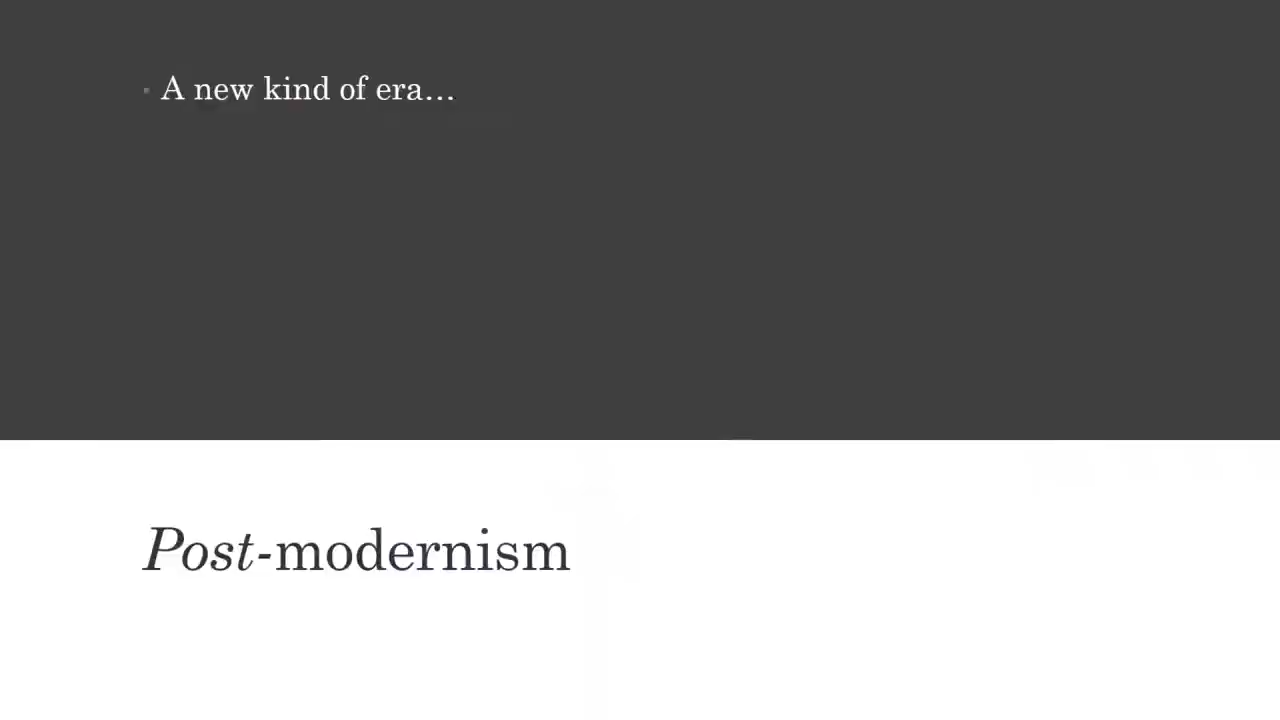 A new kind of era…
Post-modernism